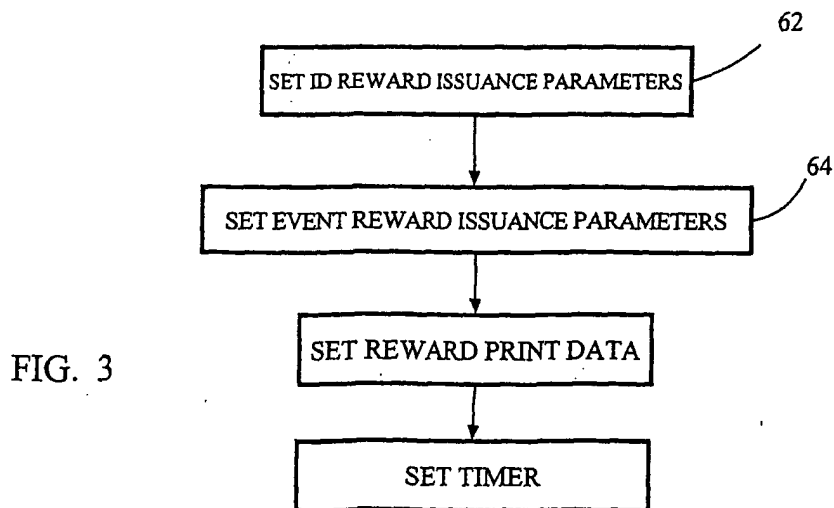 62
SET ID REWARD ISSUANCE PARAMETERS
64
SET EVENT REWARD ISSUANCE PARAMETERS
SET REWARD PRINT DATA
FIG. 3
SET TIMER